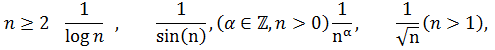 n ≥ 2 1/log n , 1/sin(n), (α ∈ ℤ, n > 0) 1/n^α, 1/√n (n > 1),